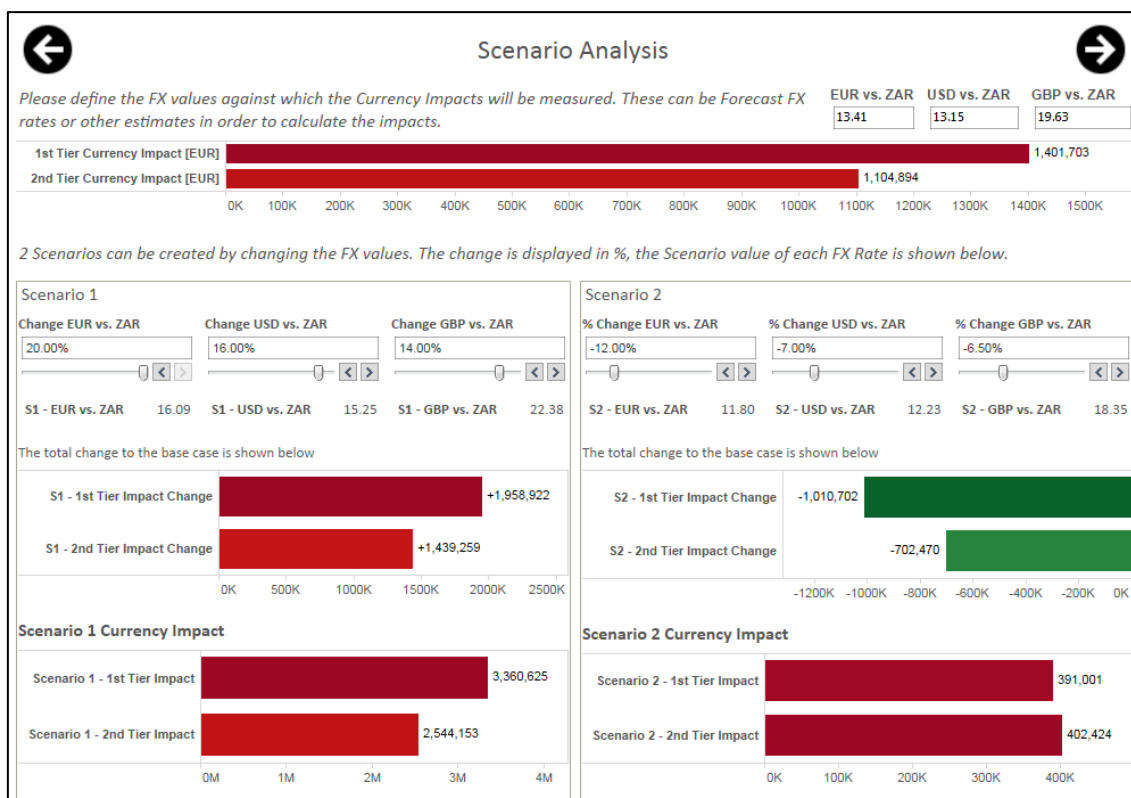 Scenario Analysis
Please define the FX values against which the Currency Impacts will be measured. These can be Forecast FX
rates or other estimates in order to calculate the impacts.
EUR vs. ZAR USD vs. ZAR GBP vs. ZAR
13.41 13.15 19.63
1st Tier Currency Impact [EUR] 1,401,703
2nd Tier Currency Impact [EUR] 1,104,894
0K 100K 200K 300K 400K 500K 600K 700K 800K 900K 1000K 1100K 1200K 1300K 1400K 1500K
2 Scenarios can be created by changing the FX values. The change is displayed in %, the Scenario value of each FX Rate is shown below.
Scenario 1
Change EUR vs. ZAR Change USD vs. ZAR Change GBP vs. ZAR
20.00% 16.00% 14.00%
S1 - EUR vs. ZAR 16.09 S1 - USD vs. ZAR 15.25 S1 - GBP vs. ZAR 22.38
The total change to the base case is shown below
S1 - 1st Tier Impact Change +1,958,922
S1 - 2nd Tier Impact Change +1,439,259
0K 500K 1000K 1500K 2000K 2500K
Scenario 1 Currency Impact
Scenario 1 - 1st Tier Impact 3,360,625
Scenario 1 - 2nd Tier Impact 2,544,153
0M 1M 2M 3M 4M
Scenario 2
% Change EUR vs. ZAR % Change USD vs. ZAR % Change GBP vs. ZAR
-12.00% -7.00% -6.50%
S2 - EUR vs. ZAR 11.80 S2 - USD vs. ZAR 12.23 S2 - GBP vs. ZAR 18.35
The total change to the base case is shown below
S2 - 1st Tier Impact Change -1,010,702
S2 - 2nd Tier Impact Change -702,470
-1200K -1000K -800K -600K -400K -200K 0K
Scenario 2 Currency Impact
Scenario 2 - 1st Tier Impact 391,001
Scenario 2 - 2nd Tier Impact 402,424
0K 100K 200K 300K 400K